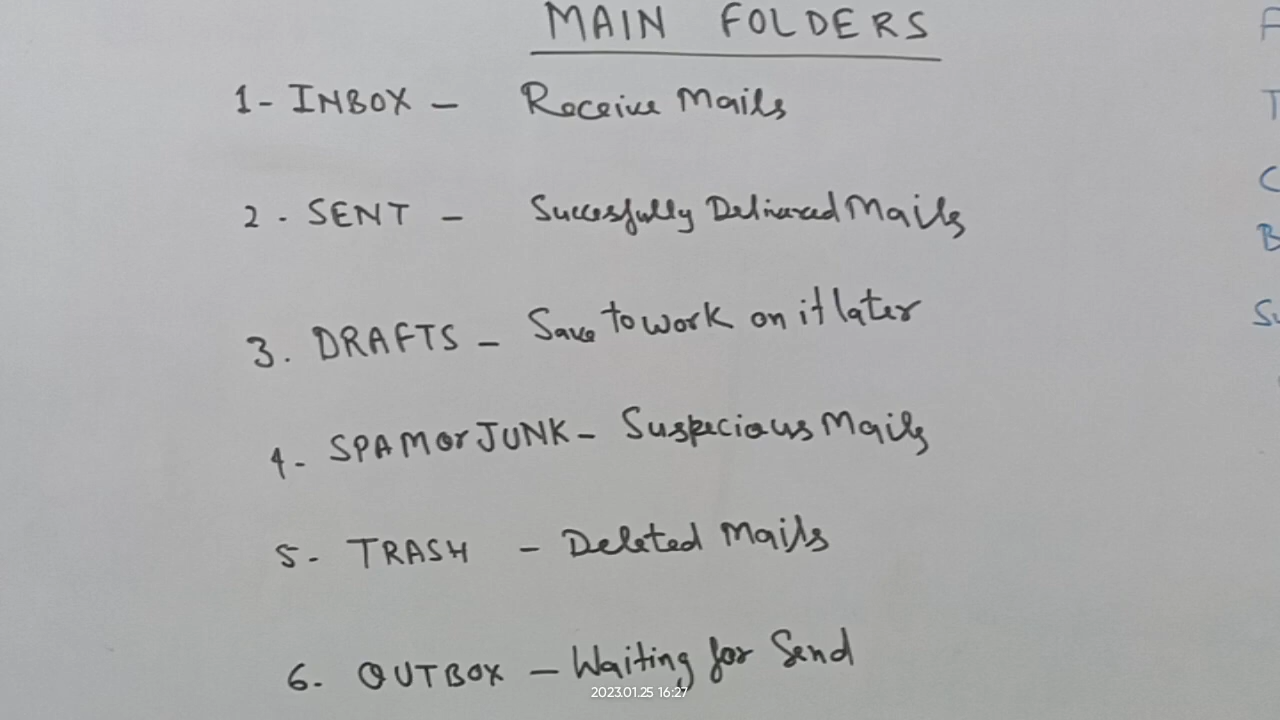 MAIN FOLDERS
1- INBOX - Receive Mails
2. SENT - Succesfully Delivered Mails
3. DRAFTS - Save to work on it later
4- SPAM or JUNK - Suspecious Mails
5- TRASH - Deleted Mails
6. OUTBOX - Waiting for Send
2023.01.25 16:27
F
T
C
B
Su